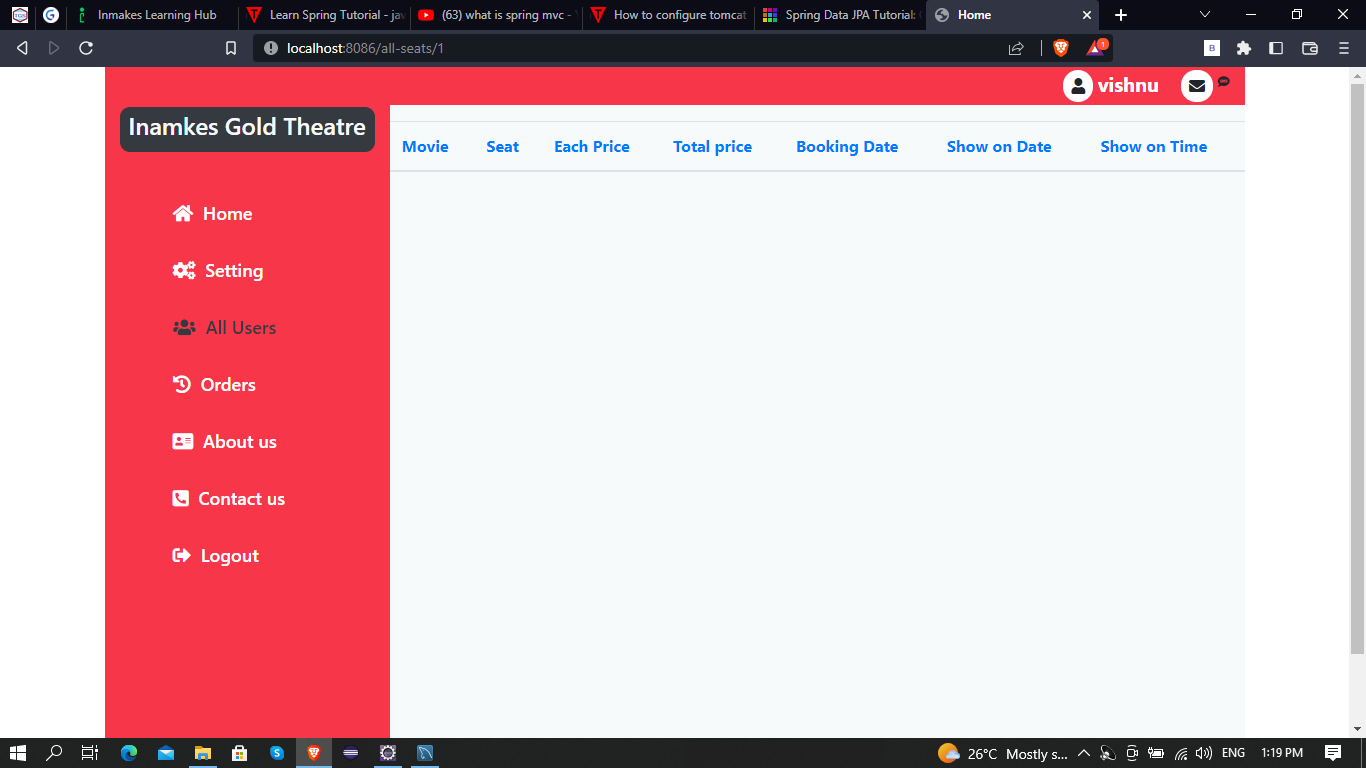 Inmakes Learning Hub
Learn Spring Tutorial - jav
(63) what is spring mvc -
How to configure tomcat
Spring Data JPA Tutorial:
Home
localhost:8086/all-seats/1
1
B
vishnu
Inamkes Gold Theatre
Movie Seat Each Price Total price Booking Date Show on Date Show on Time
Home
Setting
All Users
Orders
About us
Contact us
Logout
26°C Mostly s... ENG 1:19 PM